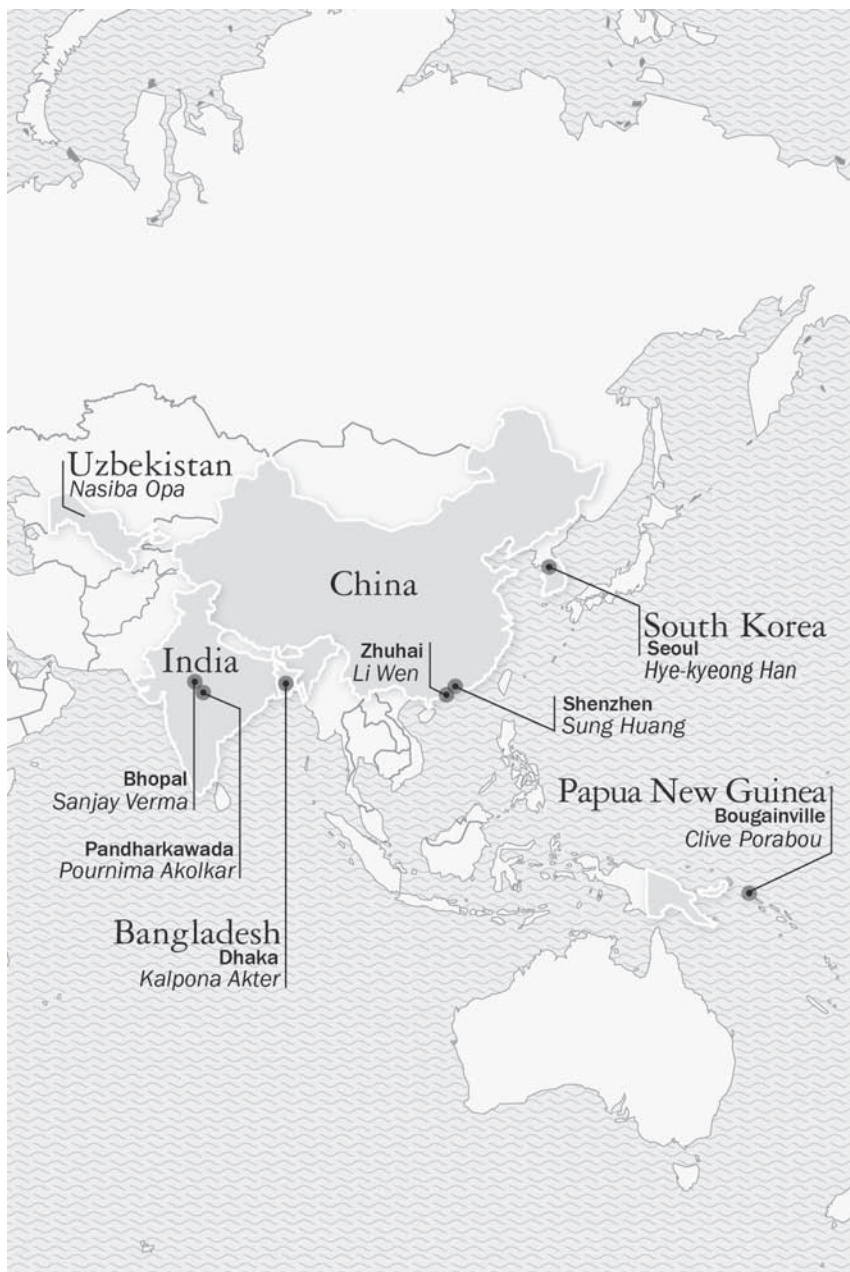 Uzbekistan
Nasiba Opa
China
South Korea
Seoul
Hye-kyeong Han
India
Zhuhai
Li Wen
Shenzhen
Sung Huang
Bhopal
Sanjay Verma
Papua New Guinea
Bougainville
Clive Porabou
Pandharkawada
Pournima Akolkar
Bangladesh
Dhaka
Kalpona Akter